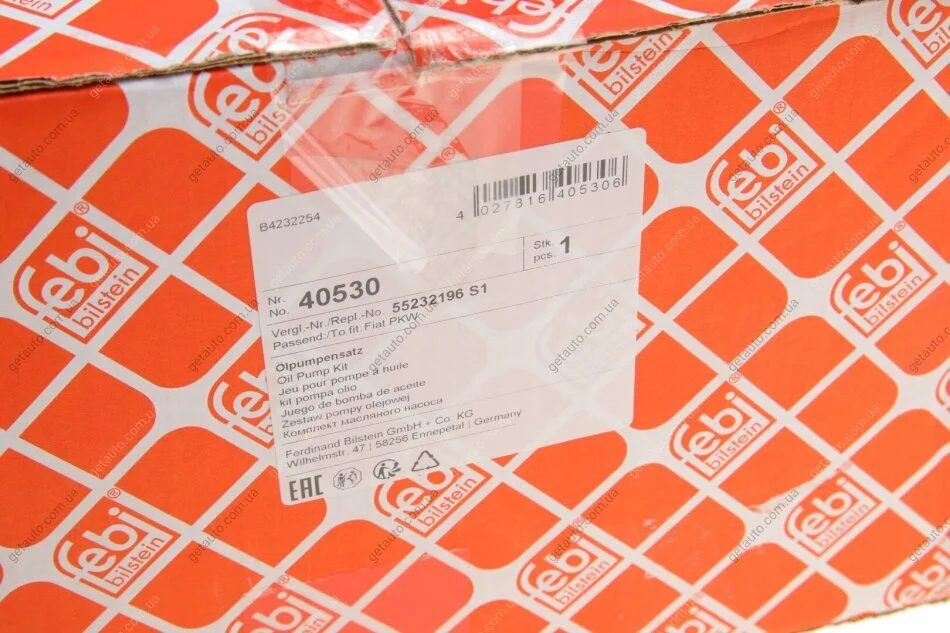 febi
bilstein
B4232254
4 027816 405306
Stk.
pcs. 1
Nr.
No. 40530
Vergl.-Nr./Repl.-No 55232196 S1
Passend:/To fit: Fiat PKW
Ölpumpensatz
Oil Pump Kit
Jeu pour pompe à huile
kit pompa olio
Juego de bomba de aceite
Zestaw pompy olejowej
Комплект масляного насоса
Ferdinand Bilstein GmbH + Co. KG
Wilhelmstr. 47 | 58256 Ennepetal | Germany
EAC
getauto.com.ua